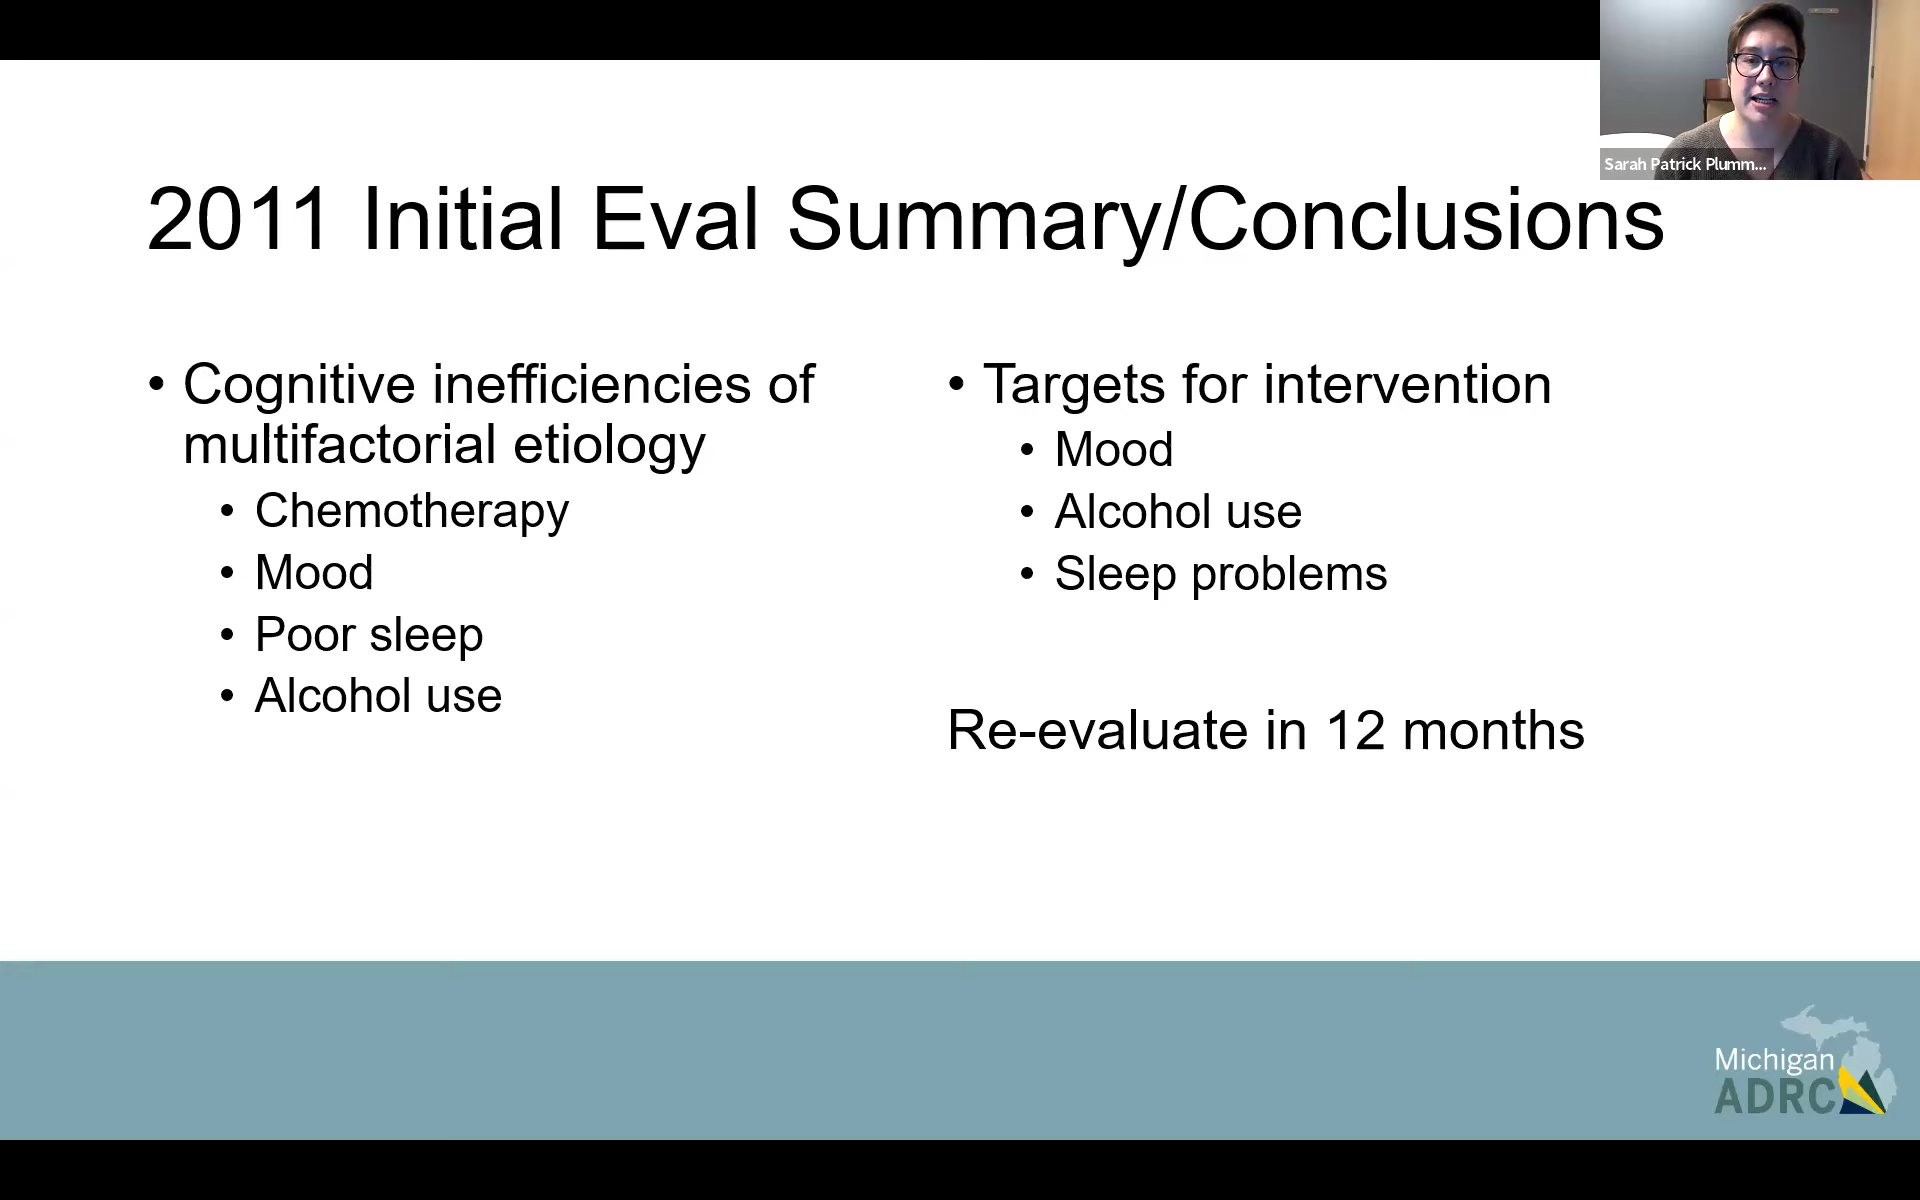 Sarah Patrick Plumm...
2011 Initial Eval Summary/Conclusions
• Cognitive inefficiencies of
multifactorial etiology
• Chemotherapy
• Mood
• Poor sleep
• Alcohol use
• Targets for intervention
• Mood
• Alcohol use
• Sleep problems
Re-evaluate in 12 months
Michigan
ADRC